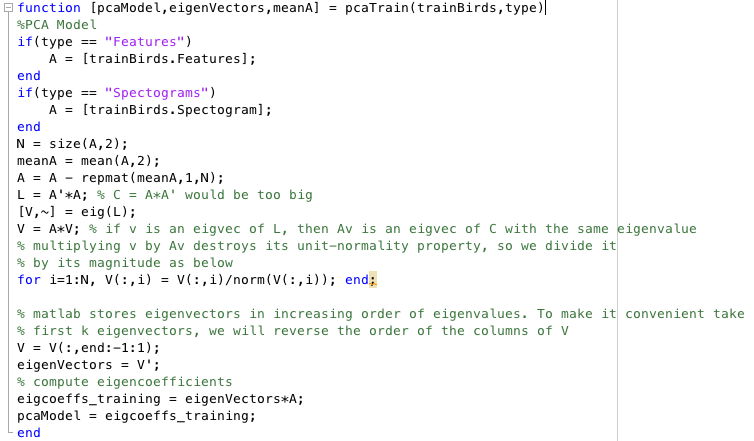 function [pcaModel,eigenVectors,meanA] = pcaTrain(trainBirds,type)
%PCA Model
if(type == "Features")
    A = [trainBirds.Features];
end
if(type == "Spectrograms")
    A = [trainBirds.Spectogram];
end
N = size(A,2);
meanA = mean(A,2);
A = A - repmat(meanA,1,N);
L = A'*A; % C = A*A' would be too big
[V,~] = eig(L);
V = A*V; % if v is an eigvec of L, then Av is an eigvec of C with the same eigenvalue
% multiplying v by Av destroys its unit-normality property, so we divide it
% by its magnitude as below
for i=1:N, V(:,i) = V(:,i)/norm(V(:,i)); end;

% matlab stores eigenvectors in increasing order of eigenvalues. To make it convenient take
% first k eigenvectors, we will reverse the order of the columns of V
V = V(:,end:-1:1);
eigenVectors = V';
% compute eigencoefficients
eigcoeffs_training = eigenVectors*A;
pcaModel = eigcoeffs_training;
end